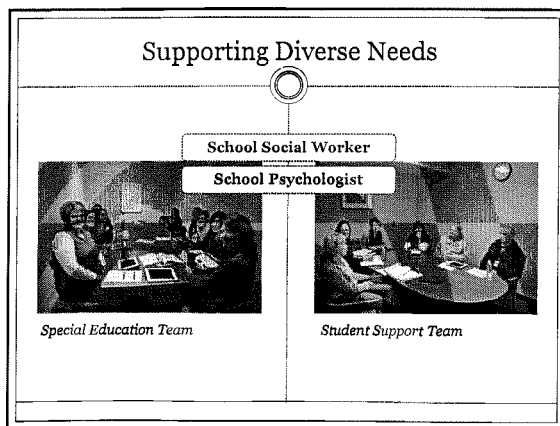 Supporting Diverse Needs
School Social Worker
School Psychologist
Special Education Team
Student Support Team